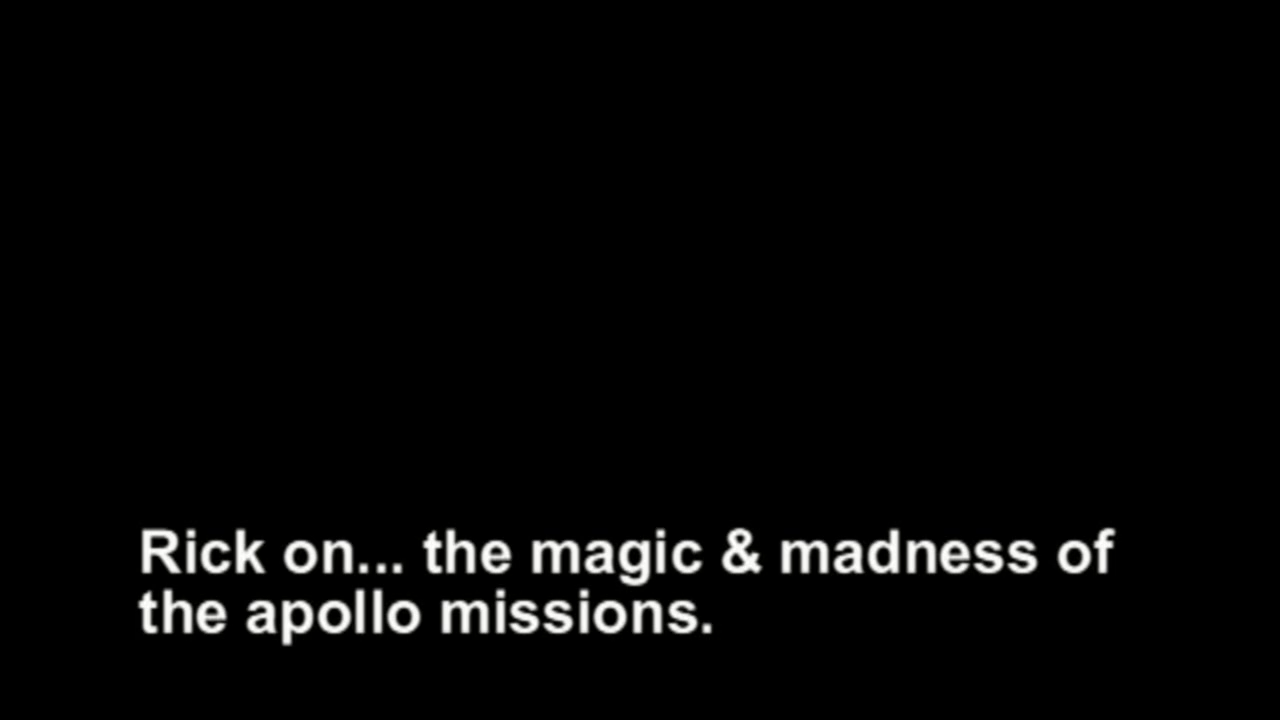 Rick on... the magic & madness of
the apollo missions.